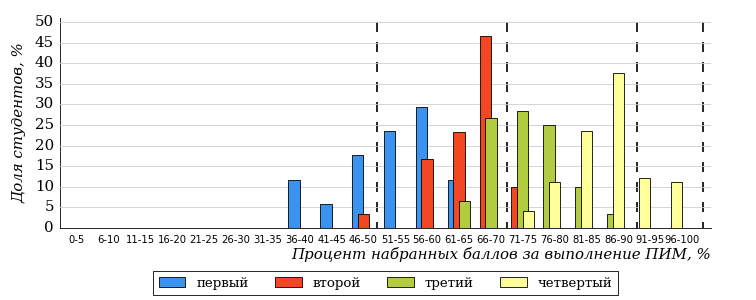 50
45
40
35
30
25
20
15
10
5
0
Доля студентов, %
0-5 6-10 11-15 16-20 21-25 26-30 31-35 36-40 41-45 46-50 51-55 56-60 61-65 66-70 71-75 76-80 81-85 86-90 91-95 96-100
Процент набранных баллов за выполнение ПИМ, %
первый второй третий четвертый